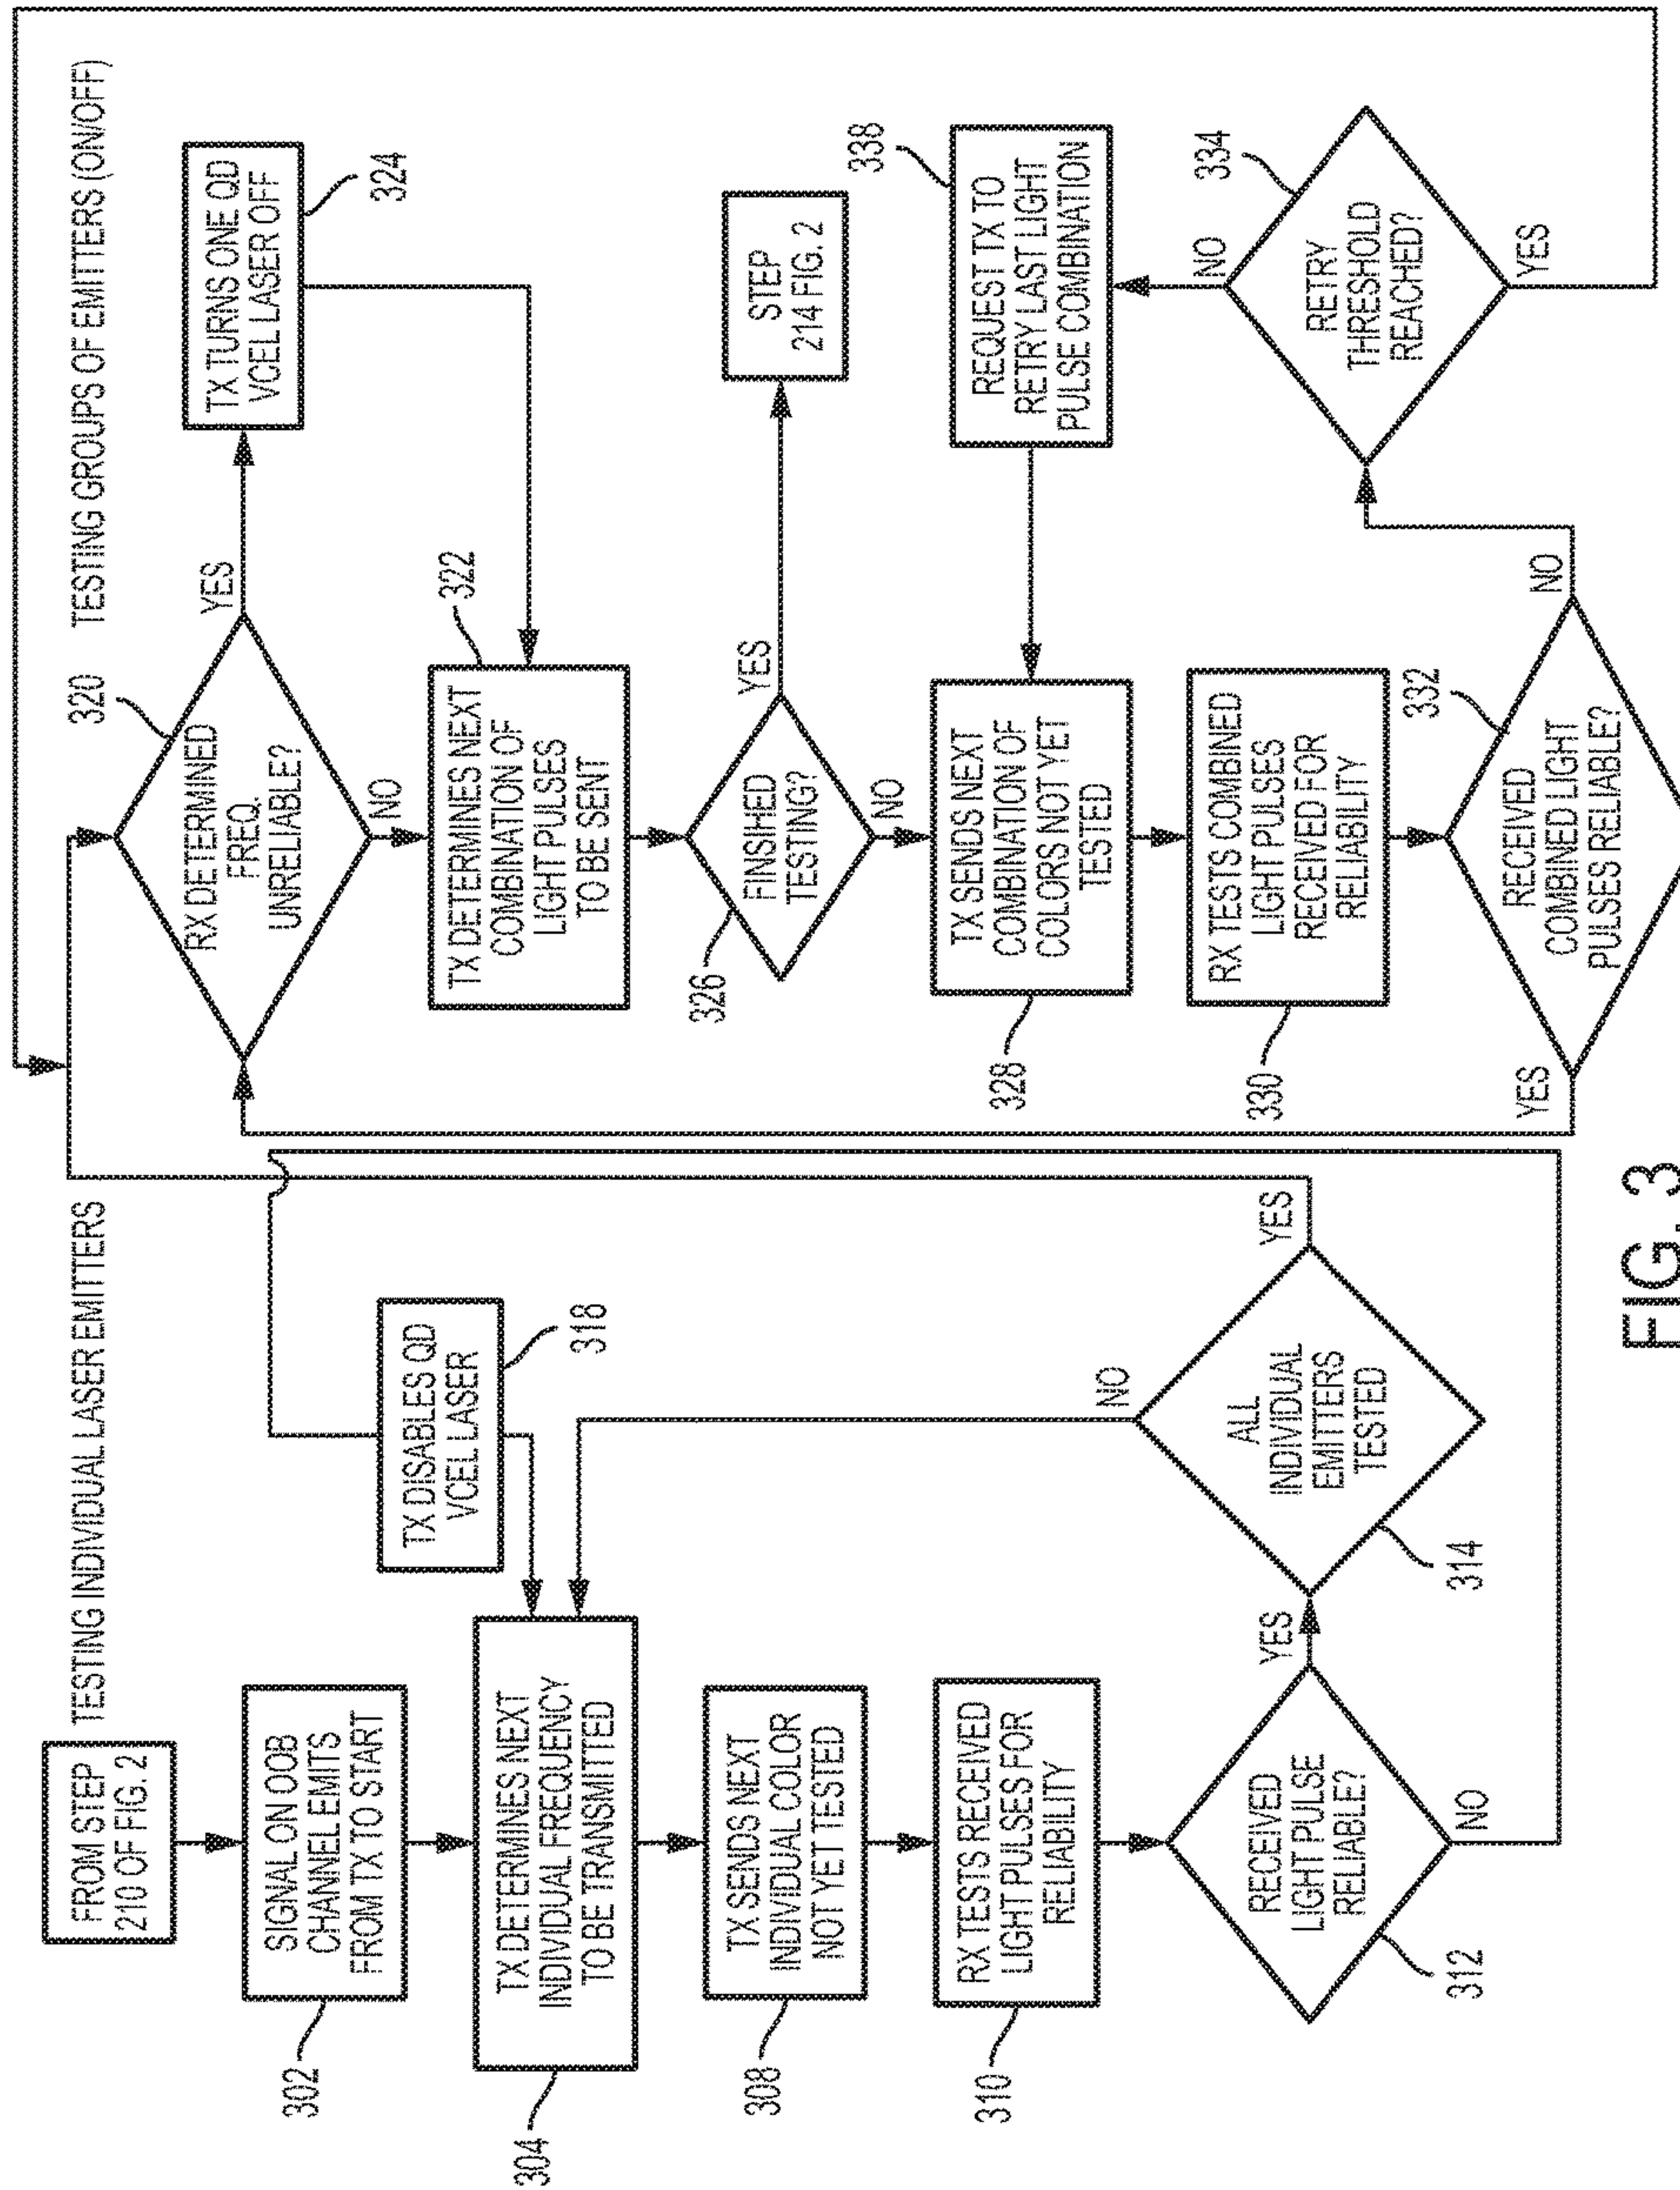 TESTING INDIVIDUAL LASER EMITTERS
FROM STEP
210 OF FIG. 2
SIGNAL ON OOB
CHANNEL EMITS
FROM TX TO START
302
TX DISABLES QD
VCEL LASER
318
TX DETERMINES NEXT
INDIVIDUAL FREQUENCY
TO BE TRANSMITTED
304
TX SENDS NEXT
INDIVIDUAL COLOR
NOT YET TESTED
308
RX TESTS RECEIVED
LIGHT PULSES FOR
RELIABILITY
310
RECEIVED
LIGHT PULSE
RELIABLE?
312
YES
NO
ALL
INDIVIDUAL
EMITTERS
TESTED
314
NO
YES
TESTING GROUPS OF EMITTERS (ON/OFF)
RX DETERMINED
FREQ.
UNRELIABLE?
320
YES
NO
TX TURNS ONE QD
VCEL LASER OFF
324
TX DETERMINES NEXT
COMBINATION OF
LIGHT PULSES
TO BE SENT
322
FINSIHED
TESTING?
326
YES
NO
STEP
214 FIG. 2
TX SENDS NEXT
COMBINATION OF
COLORS NOT YET
TESTED
328
REQUEST TX TO
RETRY LAST LIGHT
PULSE COMBINATION
338
RX TESTS COMBINED
LIGHT PULSES
RECEIVED FOR
RELIABILITY
330
RECEIVED
COMBINED LIGHT
PULSES RELIABLE?
332
YES
NO
RETRY
THRESHOLD
REACHED?
334
NO
YES
FIG. 3